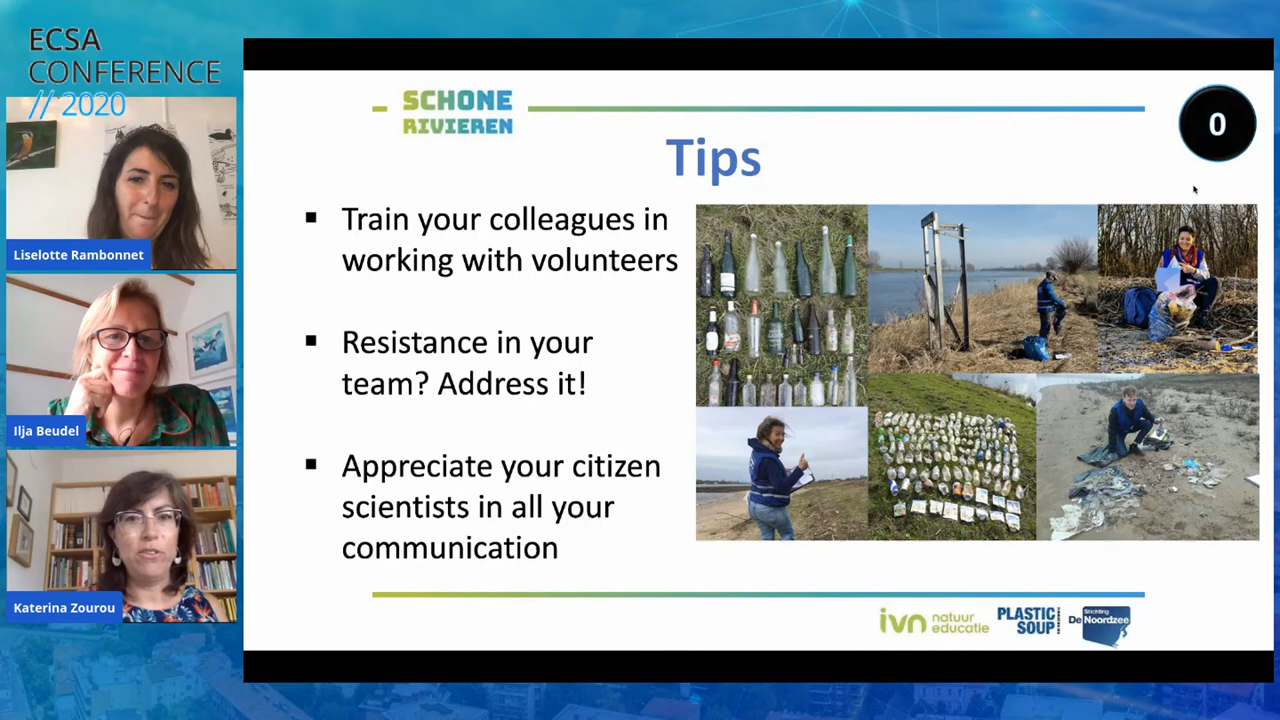 ECSA
CONFERENCE
// 2020
Liselotte Rambonnet
Ilja Beudel
Katerina Zourou
SCHONE
RIVIEREN
0
Tips
▪ Train your colleagues in
working with volunteers
▪ Resistance in your
team? Address it!
▪ Appreciate your citizen
scientists in all your
communication
ivn natuur
educatie
PLASTIC
SOUP
Stichting
De Noordzee